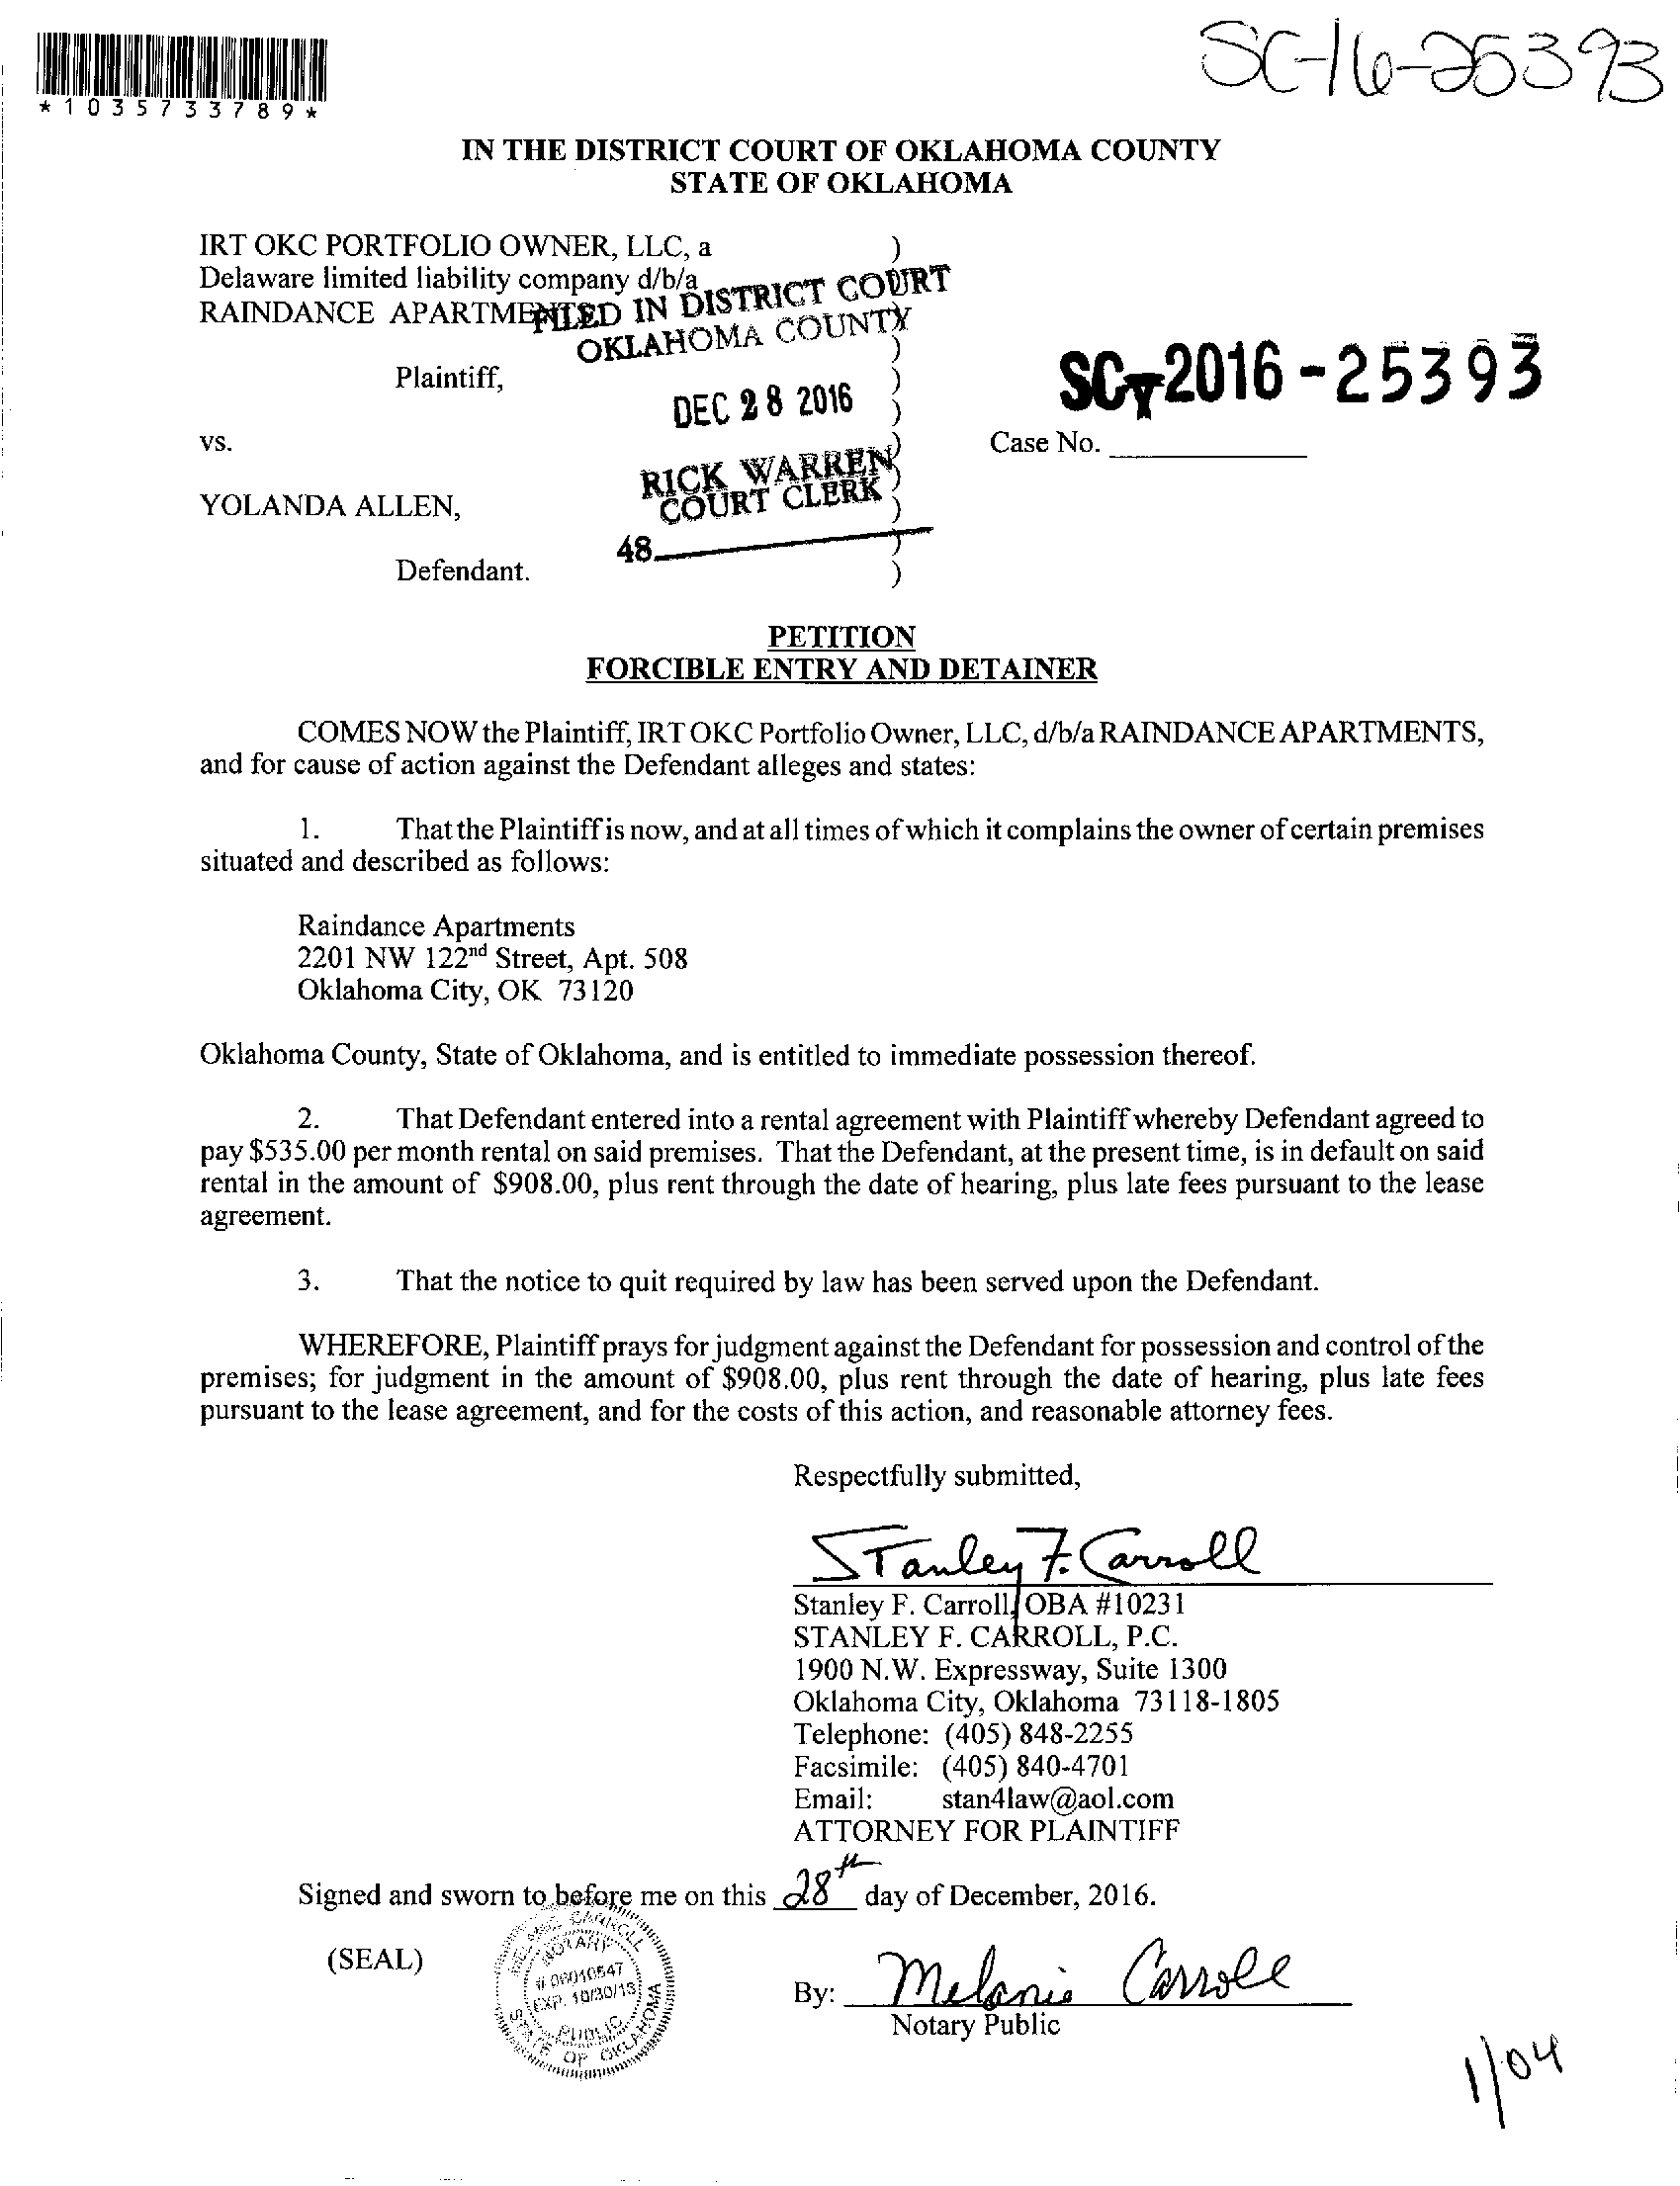 SC-16-25393
*1035733789*
IN THE DISTRICT COURT OF OKLAHOMA COUNTY
STATE OF OKLAHOMA
IRT OKC PORTFOLIO OWNER, LLC, a )
Delaware limited liability company d/b/a
RAINDANCE APARTMENTS
FILED IN DISTRICT COURT
OKLAHOMA COUNTY
)
Plaintiff, )
DEC 28 2016 )
SC-2016-25393
vs. )
Case No.
RICK WARREN
COURT CLERK
YOLANDA ALLEN, )
48
)
Defendant. )
PETITION
FORCIBLE ENTRY AND DETAINER
COMES NOW the Plaintiff, IRT OKC Portfolio Owner, LLC, d/b/a RAINDANCE APARTMENTS,
and for cause of action against the Defendant alleges and states:
1. That the Plaintiff is now, and at all times of which it complains the owner of certain premises
situated and described as follows:
Raindance Apartments
2201 NW 122nd Street, Apt. 508
Oklahoma City, OK 73120
Oklahoma County, State of Oklahoma, and is entitled to immediate possession thereof.
2. That Defendant entered into a rental agreement with Plaintiff whereby Defendant agreed to
pay $535.00 per month rental on said premises. That the Defendant, at the present time, is in default on said
rental in the amount of $908.00, plus rent through the date of hearing, plus late fees pursuant to the lease
agreement.
3. That the notice to quit required by law has been served upon the Defendant.
WHEREFORE, Plaintiff prays for judgment against the Defendant for possession and control of the
premises; for judgment in the amount of $908.00, plus rent through the date of hearing, plus late fees
pursuant to the lease agreement, and for the costs of this action, and reasonable attorney fees.
Respectfully submitted,
Stanley F. Carroll
Stanley F. Carroll, OBA #10231
STANLEY F. CARROLL, P.C.
1900 N.W. Expressway, Suite 1300
Oklahoma City, Oklahoma 73118-1805
Telephone: (405) 848-2255
Facsimile: (405) 840-4701
Email: stan4law@aol.com
ATTORNEY FOR PLAINTIFF
Signed and sworn to before me on this 28th day of December, 2016.
(SEAL)
CARROLL
NOTARY
EXP. 10/30/18
PUBLIC
STATE OF OKLAHOMA
By: Melanie Carroll
Notary Public
1/04